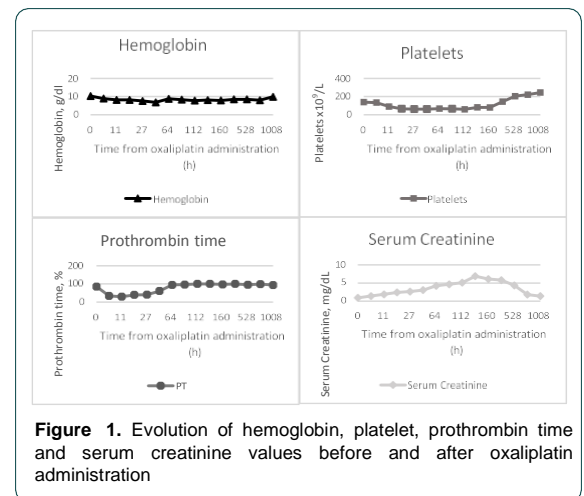 Hemoglobin
Hemoglobin, g/dl
20
10
0
0 11 27 64 112 160 528 1008
Time from oxaliplatin administration
(h)
Hemoglobin
Platelets
Platelets x10⁹/L
400
200
0
0 11 27 64 112 160 528 1008
Time from oxaliplatin administration
(h)
Platelets
Prothrombin time
Prothrombin time, %
200
100
0
0 11 27 64 112 160 528 1008
Time from oxaliplatin administration
(h)
PT
Serum Creatinine
Serum Creatinine, mg/dL
10
5
0
0 11 27 64 112 160 528 1008
Time from oxaliplatin administration
(h)
Serum Creatinine
Figure 1. Evolution of hemoglobin, platelet, prothrombin time
and serum creatinine values before and after oxaliplatin
administration